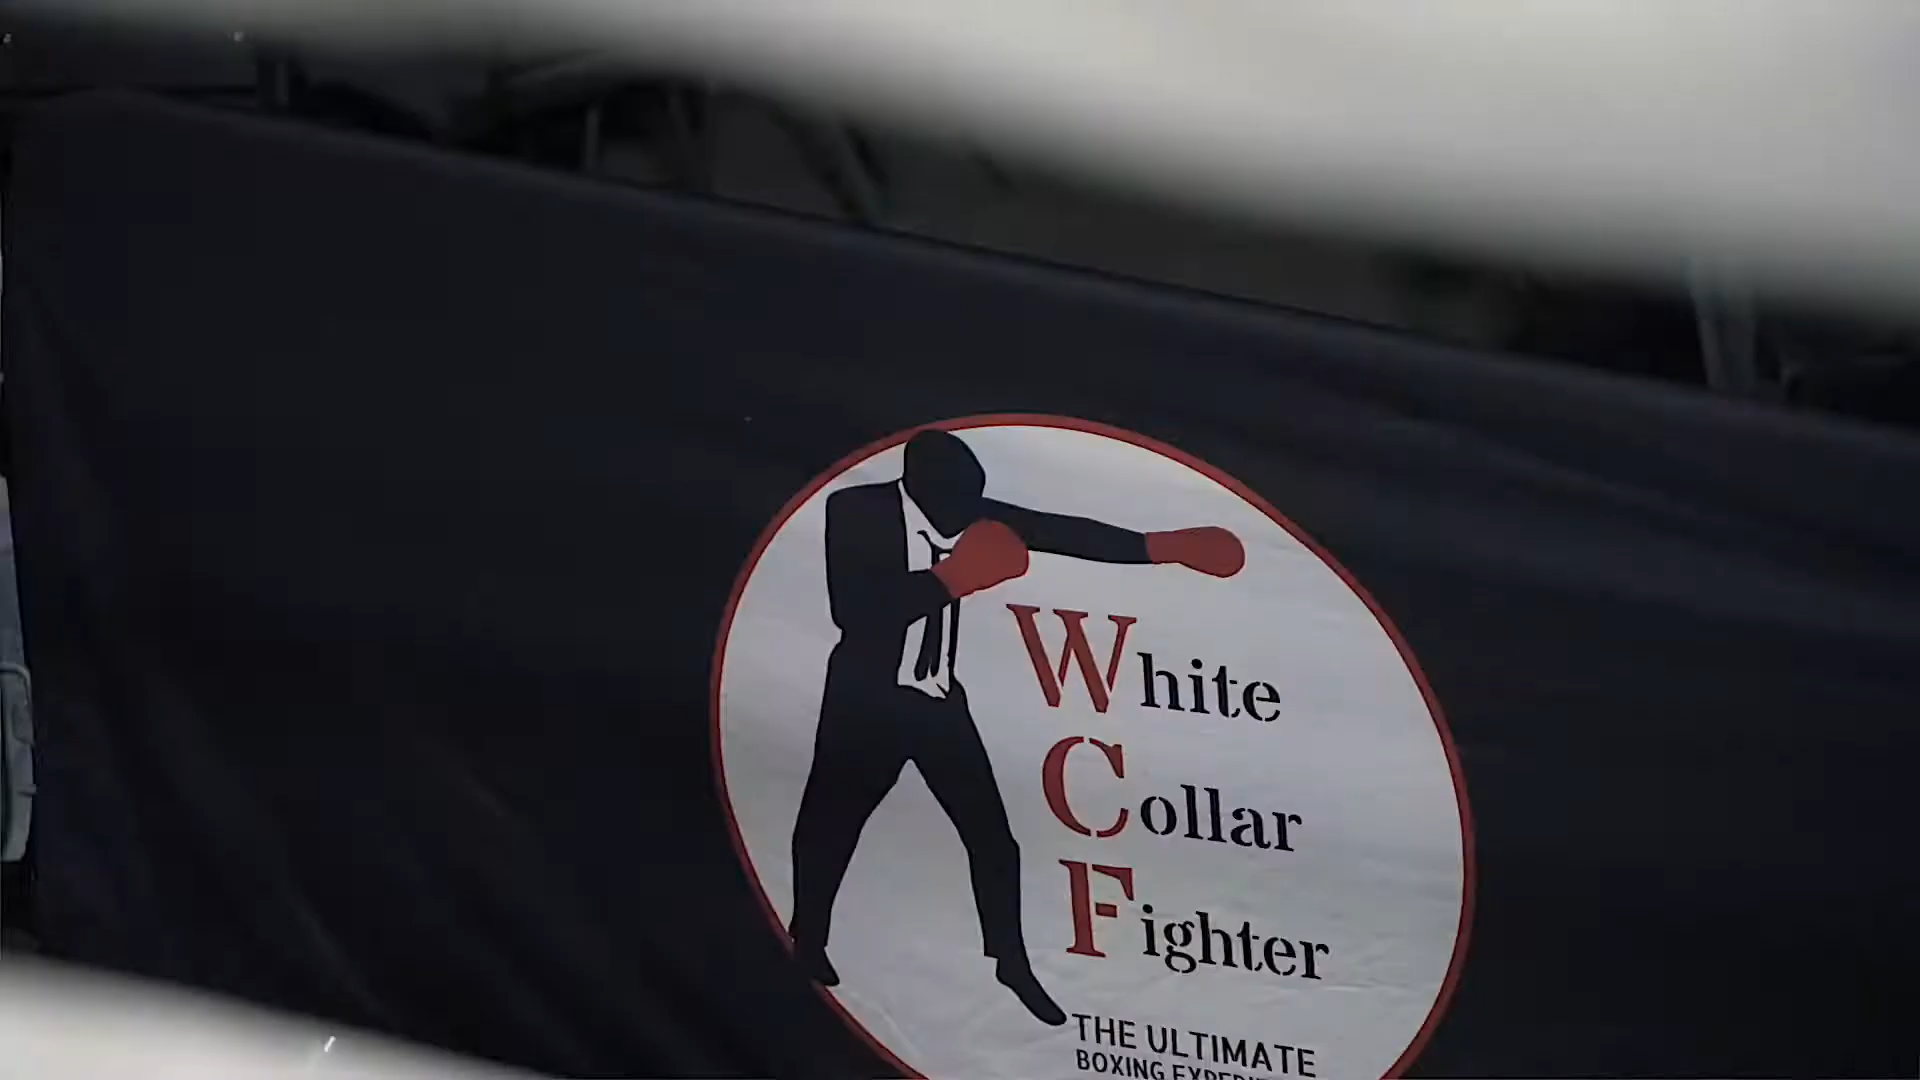 White
Collar
Fighter
THE ULTIMATE
BOXING